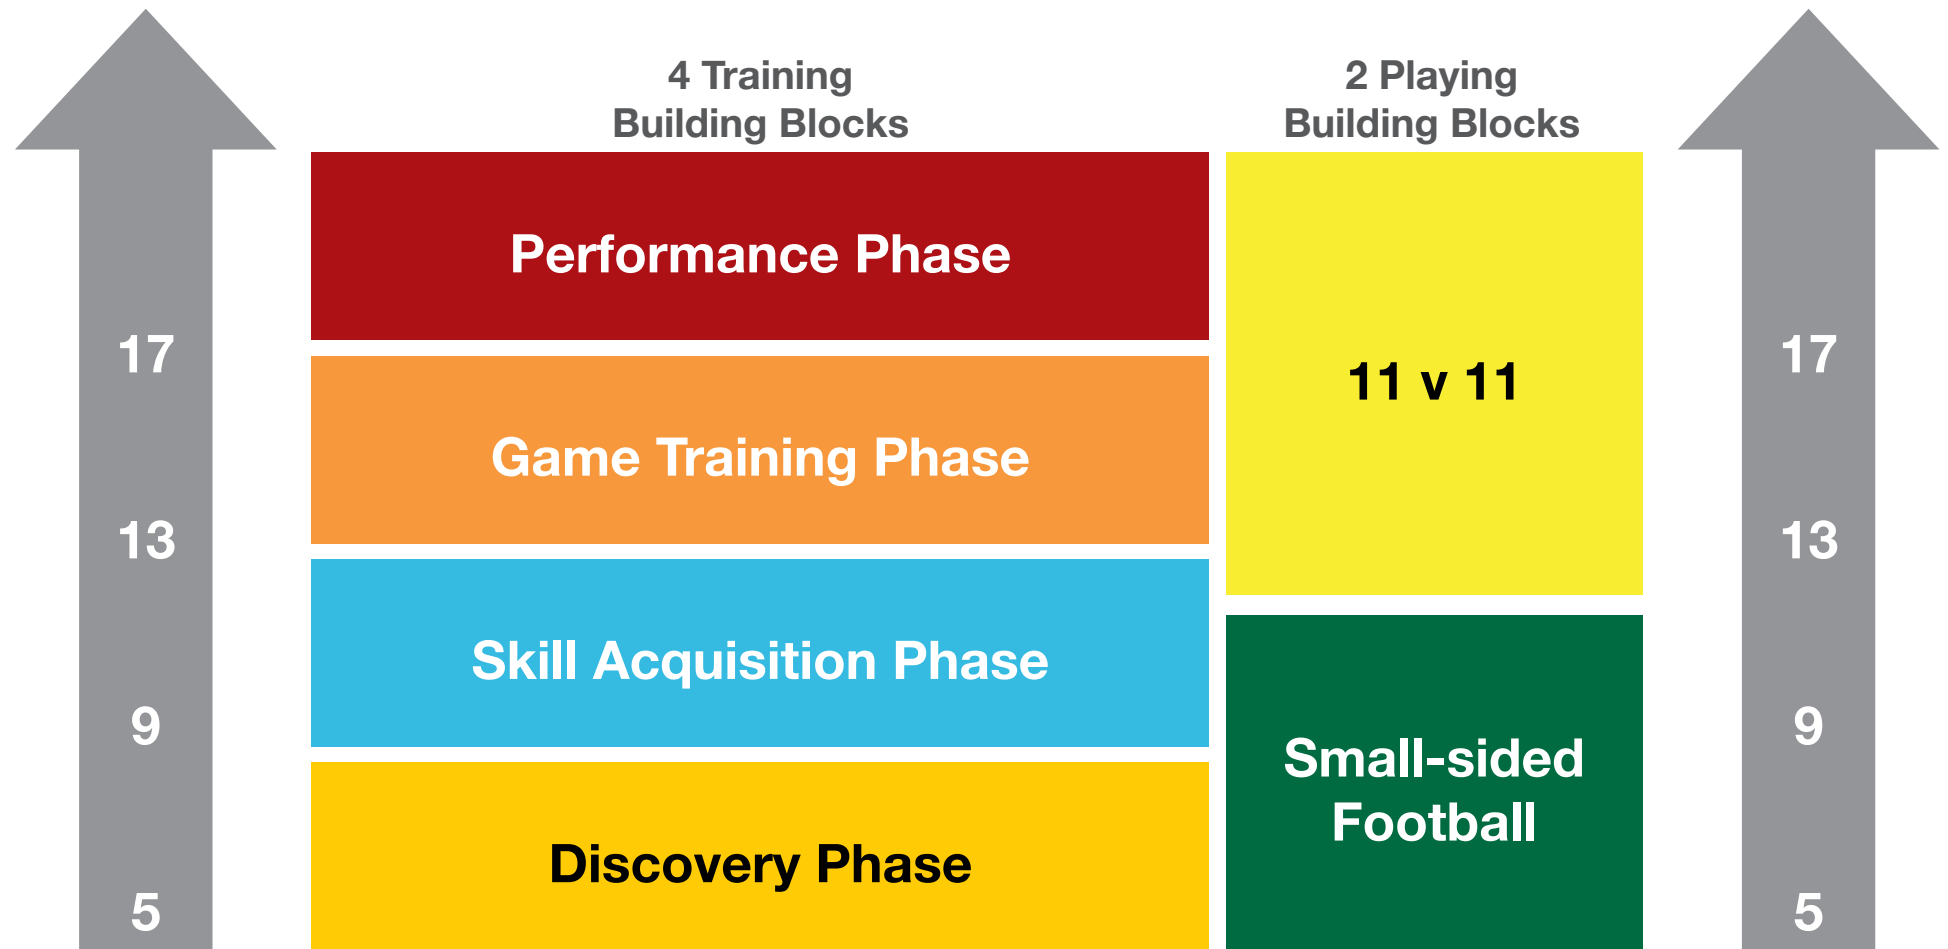 4 Training
Building Blocks
2 Playing
Building Blocks
Performance Phase
Game Training Phase
Skill Acquisition Phase
Discovery Phase
11 v 11
Small-sided
Football
17
13
9
5
17
13
9
5